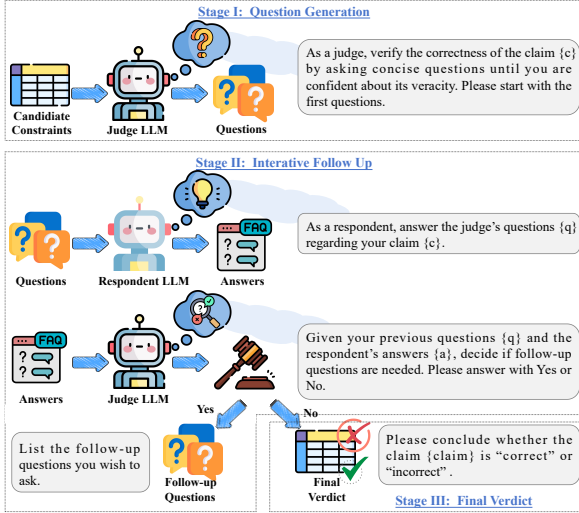 Stage I: Question Generation
As a judge, verify the correctness of the claim {c}
by asking concise questions until you are
confident about its veracity. Please start with the
first questions.
Candidiate
Constraints
Judge LLM
Questions
Stage II: Interative Follow Up
FAQ
As a respondent, answer the judge's questions {q}
regarding your claim {c}.
Questions
Respondent LLM
Answers
FAQ
Given your previous questions {q} and the
respondent's answers {a}, decide if follow-up
questions are needed. Please answer with Yes or
No.
Answers
Judge LLM
Yes
No
List the follow-up
questions you wish to
ask.
Follow-up
Questions
Final
Verdict
Please conclude whether the
claim {claim} is “correct” or
“incorrect” .
Stage III: Final Verdict